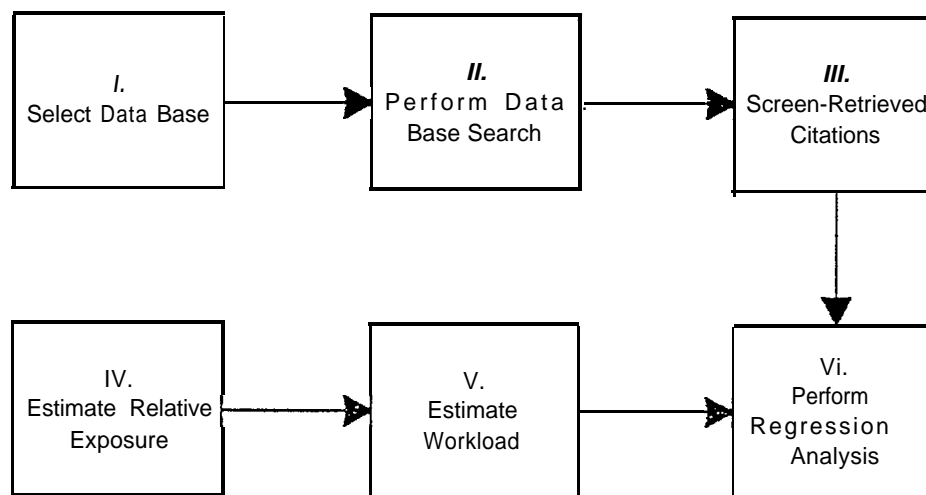 I.
Select Data Base
II.
Perform Data
Base Search
III.
Screen-Retrieved
Citations
IV.
Estimate Relative
Exposure
V.
Estimate
Workload
Vi.
Perform
Regression
Analysis